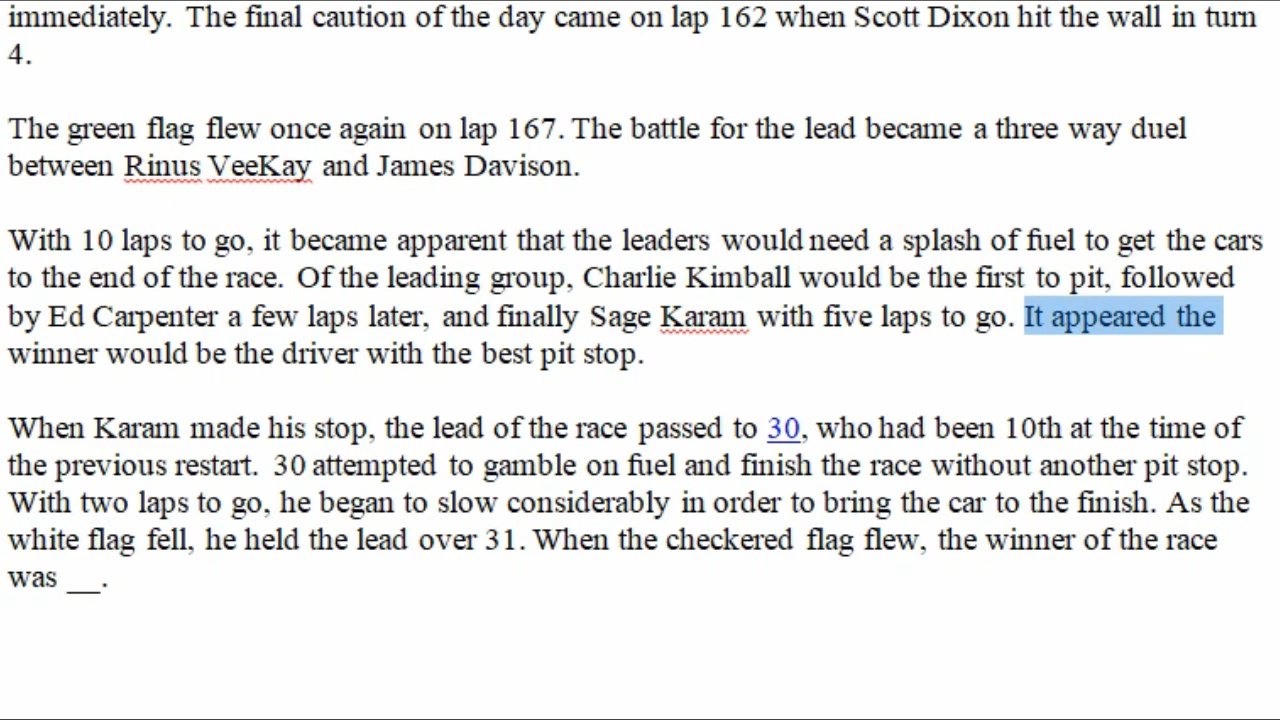 immediately. The final caution of the day came on lap 162 when Scott Dixon hit the wall in turn
4.
The green flag flew once again on lap 167. The battle for the lead became a three way duel
between Rinus VeeKay and James Davison.
With 10 laps to go, it became apparent that the leaders would need a splash of fuel to get the cars
to the end of the race. Of the leading group, Charlie Kimball would be the first to pit, followed
by Ed Carpenter a few laps later, and finally Sage Karam with five laps to go. It appeared the
winner would be the driver with the best pit stop.
When Karam made his stop, the lead of the race passed to 30, who had been 10th at the time of
the previous restart. 30 attempted to gamble on fuel and finish the race without another pit stop.
With two laps to go, he began to slow considerably in order to bring the car to the finish. As the
white flag fell, he held the lead over 31. When the checkered flag flew, the winner of the race
was __.